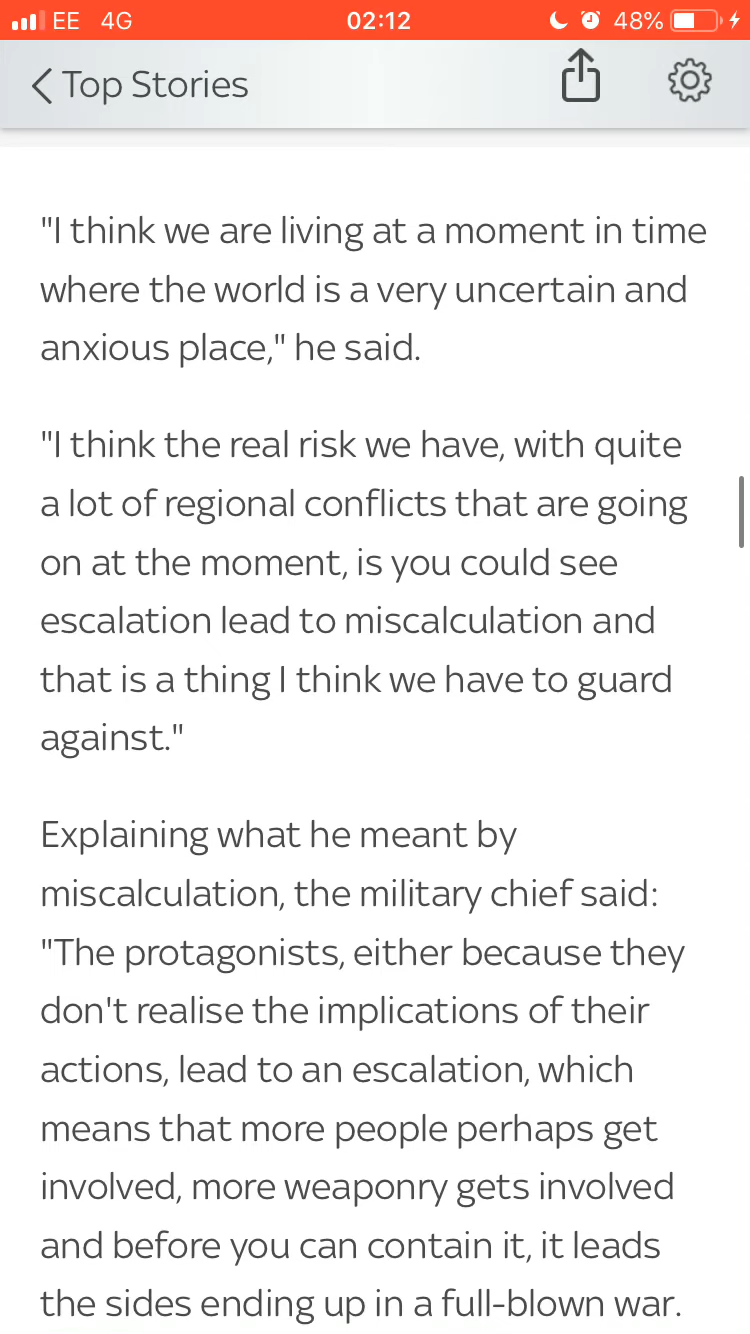 EE 4G 02:12 48%
Top Stories
"I think we are living at a moment in time
where the world is a very uncertain and
anxious place," he said.
"I think the real risk we have, with quite
a lot of regional conflicts that are going
on at the moment, is you could see
escalation lead to miscalculation and
that is a thing I think we have to guard
against."
Explaining what he meant by
miscalculation, the military chief said:
"The protagonists, either because they
don't realise the implications of their
actions, lead to an escalation, which
means that more people perhaps get
involved, more weaponry gets involved
and before you can contain it, it leads
the sides ending up in a full-blown war.